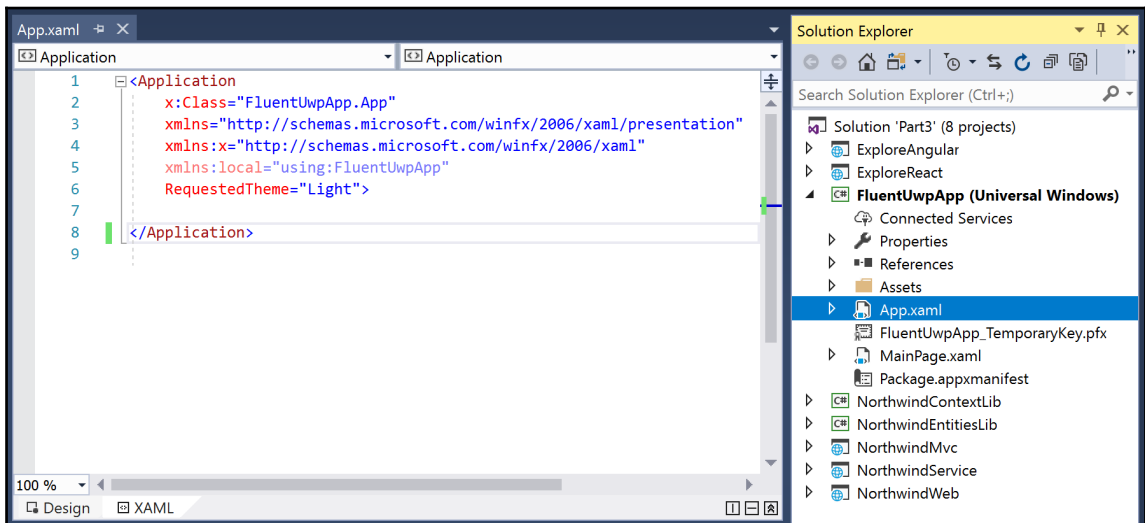 App.xaml
Application
Application
1 <Application
2 x:Class="FluentUwpApp.App"
3 xmlns="http://schemas.microsoft.com/winfx/2006/xaml/presentation"
4 xmlns:x="http://schemas.microsoft.com/winfx/2006/xaml"
5 xmlns:local="using:FluentUwpApp"
6 RequestedTheme="Light">
7
8 </Application>
9
100 %
Design XAML
Solution Explorer
Search Solution Explorer (Ctrl+;)
Solution 'Part3' (8 projects)
ExploreAngular
ExploreReact
C# FluentUwpApp (Universal Windows)
Connected Services
Properties
References
Assets
App.xaml
FluentUwpApp_TemporaryKey.pfx
MainPage.xaml
Package.appxmanifest
C# NorthwindContextLib
C# NorthwindEntitiesLib
NorthwindMvc
NorthwindService
NorthwindWeb